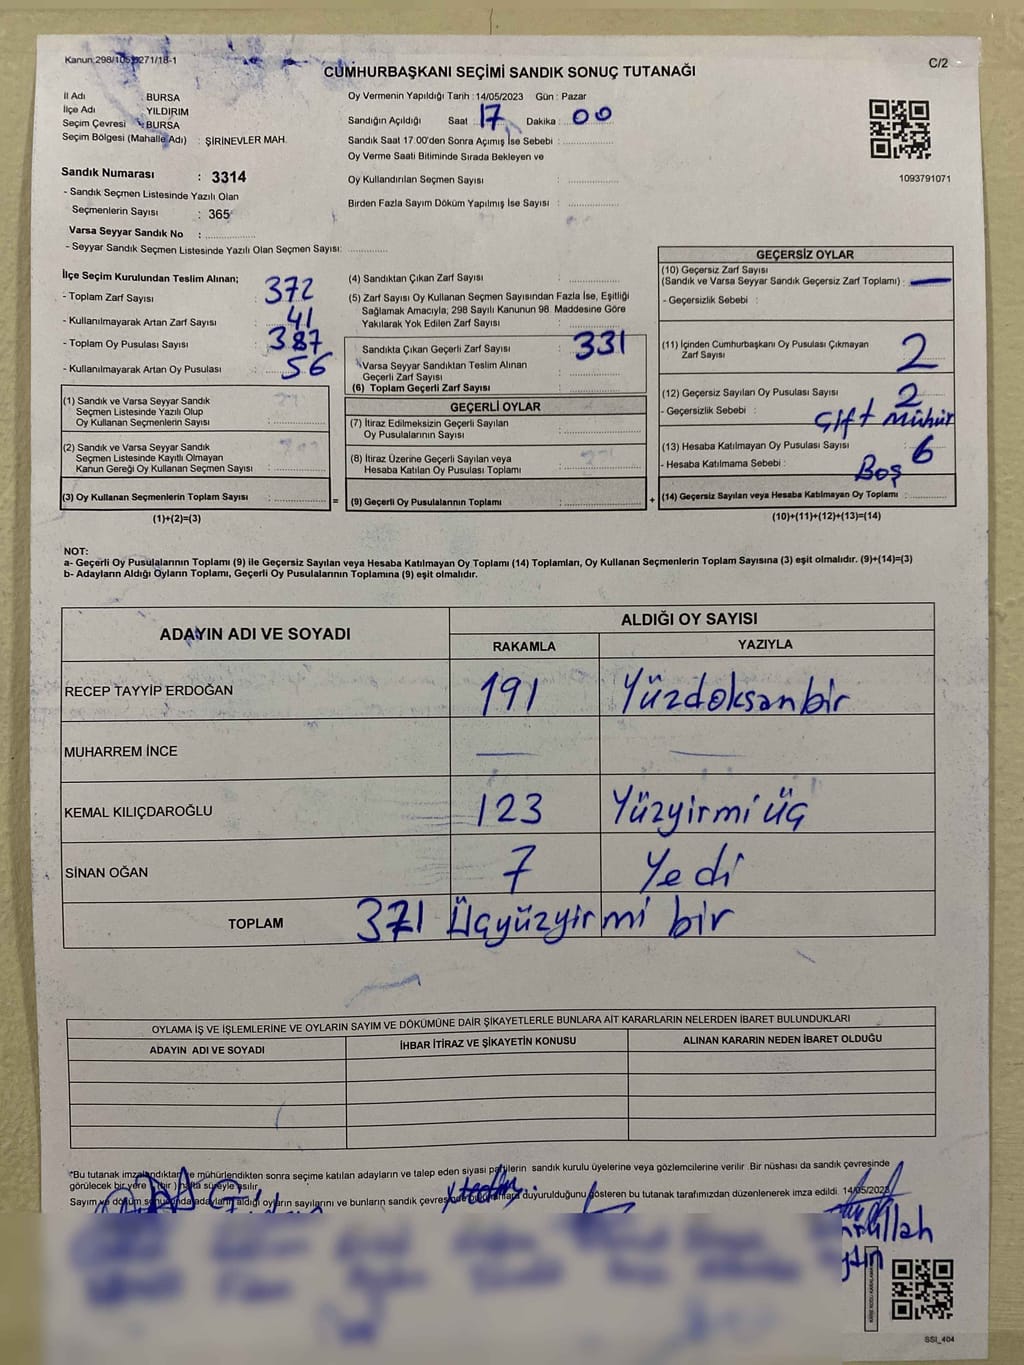 Kanun:298/105,271/18-1
C/2
CUMHURBAŞKANI SEÇİMİ SANDIK SONUÇ TUTANAĞI
İl Adı BURSA
İlçe Adı YILDIRIM
Seçim Çevresi BURSA
Seçim Bölgesi (Mahalle Adı) : ŞİRİNEVLER MAH.
Sandık Numarası : 3314
- Sandık Seçmen Listesinde Yazılı Olan
Seçmenlerin Sayısı : 365
Varsa Seyyar Sandık No :
- Seyyar Sandık Seçmen Listesinde Yazılı Olan Seçmen Sayısı:
Oy Vermenin Yapıldığı Tarih : 14/05/2023 Gün : Pazar
Sandığın Açıldığı Saat : 17 Dakika : 00
Sandık Saat 17:00'den Sonra Açımış İse Sebebi :
Oy Verme Saati Bitiminde Sırada Bekleyen ve
Oy Kullandırılan Seçmen Sayısı :
Birden Fazla Sayım Döküm Yapılmış İse Sayısı :
1093791071
İlçe Seçim Kurulundan Teslim Alınan;
- Toplam Zarf Sayısı : 372
- Kullanılmayarak Artan Zarf Sayısı : 41
- Toplam Oy Pusulası Sayısı : 387
- Kullanılmayarak Artan Oy Pusulası : 56
(1) Sandık ve Varsa Seyyar Sandık
Seçmen Listesinde Yazılı Olup
Oy Kullanan Seçmenlerin Sayısı :
(2) Sandık ve Varsa Seyyar Sandık
Seçmen Listesinde Kayıtlı Olmayan
Kanun Gereği Oy Kullanan Seçmen Sayısı :
(3) Oy Kullanan Seçmenlerin Toplam Sayısı : =
(1)+(2)=(3)
(4) Sandıktan Çıkan Zarf Sayısı :
(5) Zarf Sayısı Oy Kullanan Seçmen Sayısından Fazla İse, Eşitliği
Sağlamak Amacıyla; 298 Sayılı Kanunun 98. Maddesine Göre
Yakılarak Yok Edilen Zarf Sayısı :
Sandıkta Çıkan Geçerli Zarf Sayısı : 331
Varsa Seyyar Sandıktan Teslim Alınan
Geçerli Zarf Sayısı :
(6) Toplam Geçerli Zarf Sayısı :
GEÇERLİ OYLAR
(7) İtiraz Edilmeksizin Geçerli Sayılan
Oy Pusulalarının Sayısı :
(8) İtiraz Üzerine Geçerli Sayılan veya
Hesaba Katılan Oy Pusulası Toplamı :
(9) Geçerli Oy Pusulalarının Toplamı : +
GEÇERSİZ OYLAR
(10) Geçersiz Zarf Sayısı
(Sandık ve Varsa Seyyar Sandık Geçersiz Zarf Toplamı) : —
- Geçersizlik Sebebi :
(11) İçinden Cumhurbaşkanı Oy Pusulası Çıkmayan
Zarf Sayısı : 2
(12) Geçersiz Sayılan Oy Pusulası Sayısı : 2
- Geçersizlik Sebebi : Çift Mühür
(13) Hesaba Katılmayan Oy Pusulası Sayısı : 6
- Hesaba Katılmama Sebebi : Boş
(14) Geçersiz Sayılan veya Hesaba Katılmayan Oy Toplamı :
(10)+(11)+(12)+(13)=(14)
NOT:
a- Geçerli Oy Pusulalarının Toplamı (9) ile Geçersiz Sayılan veya Hesaba Katılmayan Oy Toplamı (14) Toplamları, Oy Kullanan Seçmenlerin Toplam Sayısına (3) eşit olmalıdır. (9)+(14)=(3)
b- Adayların Aldığı Oyların Toplamı, Geçerli Oy Pusulalarının Toplamına (9) eşit olmalıdır.
ADAYIN ADI VE SOYADI ALDIĞI OY SAYISI
RAKAMLA YAZIYLA
RECEP TAYYİP ERDOĞAN 191 Yüzdoksanbir
MUHARREM İNCE — —
KEMAL KILIÇDAROĞLU 123 Yüzyirmi üç
SİNAN OĞAN 7 Yedi
TOPLAM 321 Üçyüzyirmi bir
OYLAMA İŞ VE İŞLEMLERİNE VE OYLARIN SAYIM VE DÖKÜMÜNE DAİR ŞİKAYETLERLE BUNLARA AİT KARARLARIN NELERDEN İBARET BULUNDUKLARI
ADAYIN ADI VE SOYADI İHBAR İTİRAZ VE ŞİKAYETİN KONUSU ALINAN KARARIN NEDEN İBARET OLDUĞU
*Bu tutanak imzalandıktan ve mühürlendikten sonra seçime katılan adayların ve talep eden siyasi partilerin sandık kurulu üyelerine veya gözlemcilerine verilir. Bir nüshası da sandık çevresinde
görülecek bir yere (bir) hafta süreyle asılır.
Sayım ve döküm sonucunda adayların aldığı oyların sayılarını ve bunların sandık çevresinde duyurulduğunu gösteren bu tutanak tarafımızdan düzenlenerek imza edildi. 14/05/2023
SSI_404